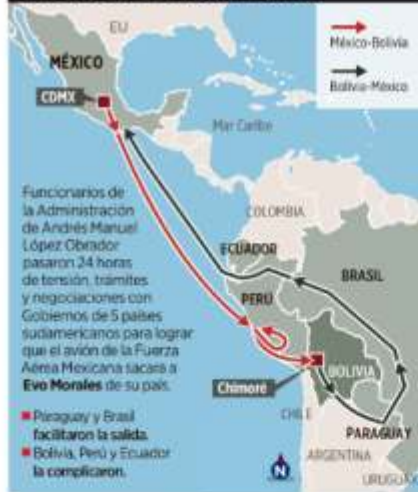 EU
México-Bolivia
Bolivia-México
MÉXICO
CDMX
Mar Caribe
Funcionarios de
la Administración
de Andrés Manuel
López Obrador
pasaron 24 horas
de tensión, trámites
y negociaciones con
Gobiernos de 5 países
sudamericanos para lograr
que el avión de la Fuerza
Aérea Mexicana sacara a
Evo Morales de su país.
Paraguay y Brasil
facilitaron la salida.
Bolivia, Perú y Ecuador
la complicaron.
COLOMBIA
ECUADOR
BRASIL
PERÚ
BOLIVIA
Chimoré
CHILE
PARAGUAY
ARGENTINA
URUGUAY
N